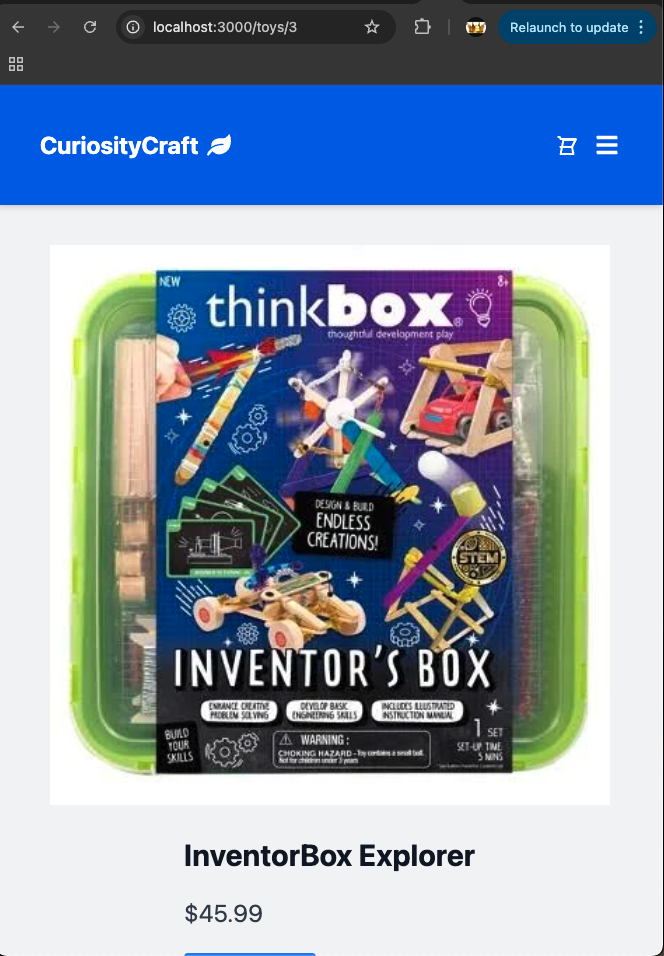 localhost:3000/toys/3
Relaunch to update
CuriosityCraft
NEW
8+
thinkbox®
thoughtful development play
DESIGN & BUILD
ENDLESS
CREATIONS!
STEM
INVENTOR'S BOX
ENHANCE CREATIVE
PROBLEM SOLVING
DEVELOP BASIC
ENGINEERING SKILLS
INCLUDES ILLUSTRATED
INSTRUCTION MANUAL
BUILD
YOUR
SKILLS
WARNING:
CHOKING HAZARD - Toy contains a small ball.
Not for children under 3 years
1 SET
SET-UP TIME:
5 MINS
InventorBox Explorer
$45.99